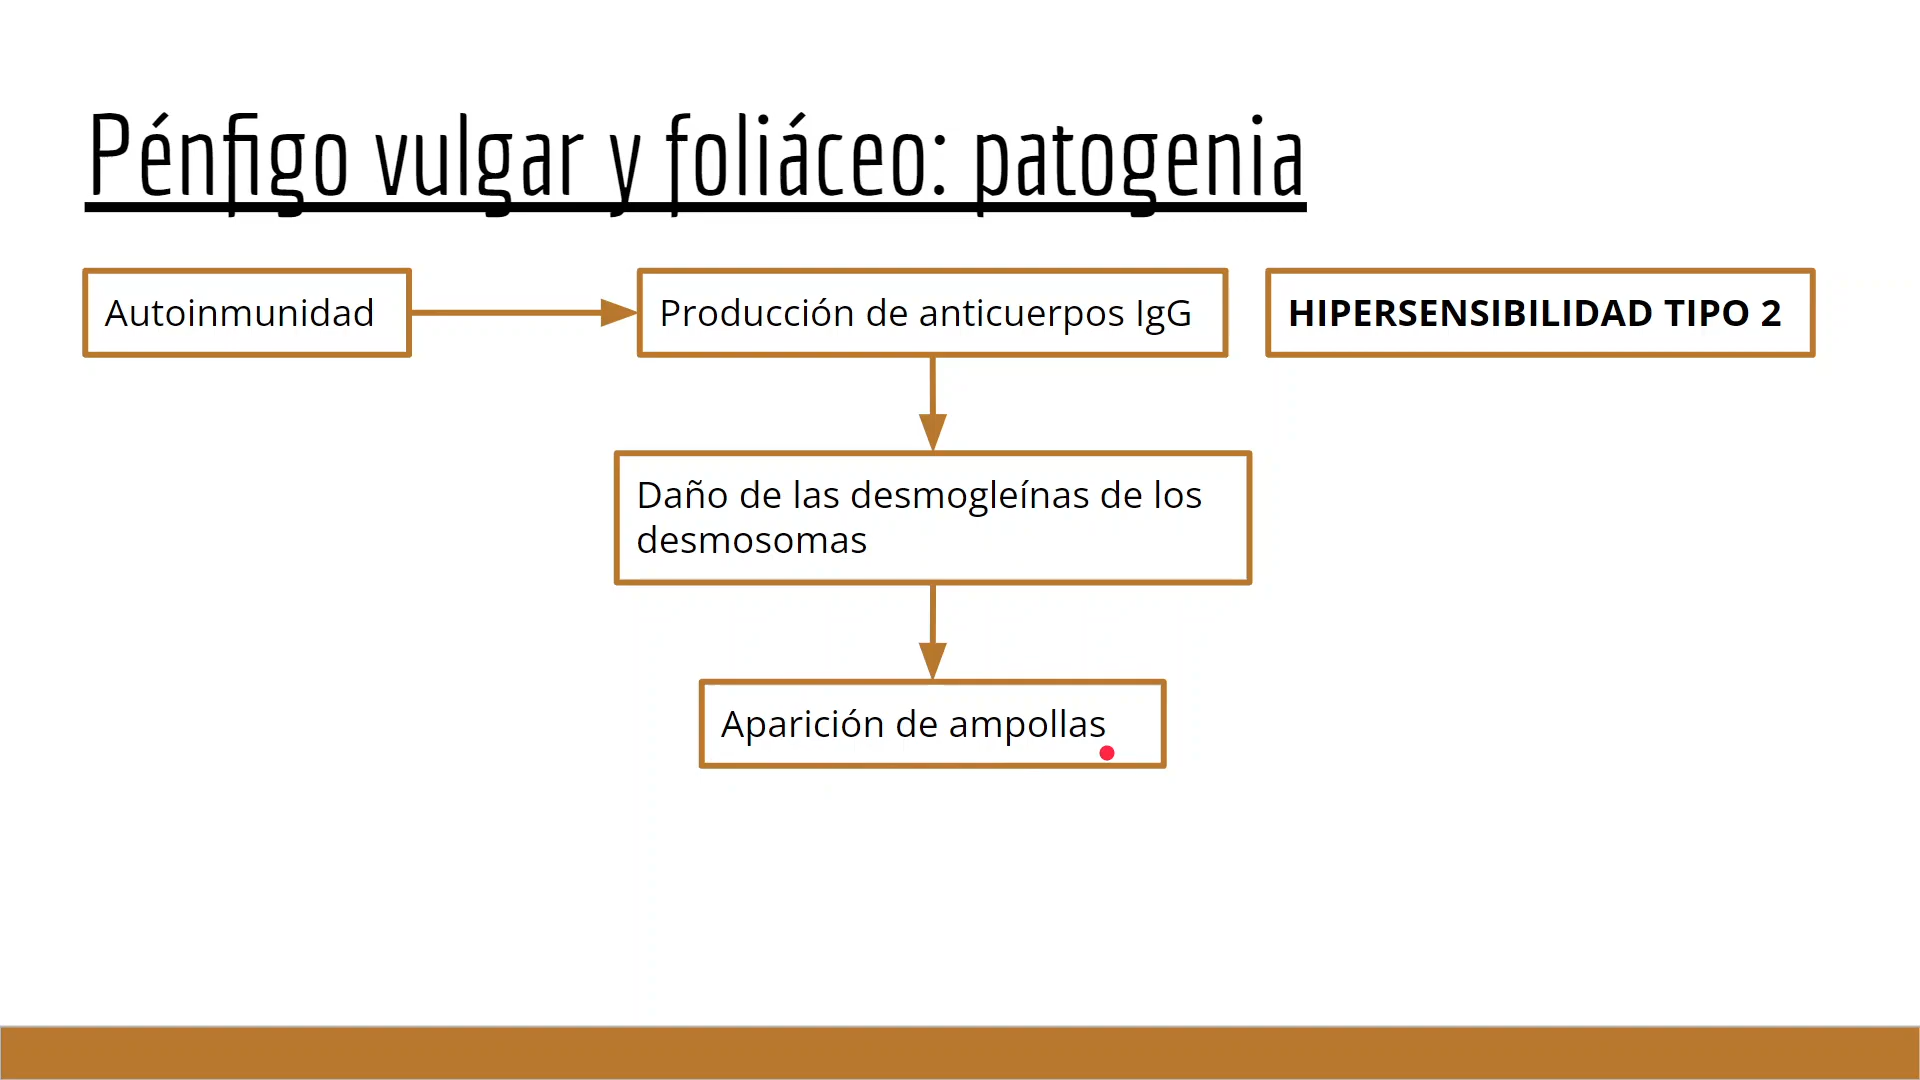 Pénfigo vulgar y foliáceo: patogenia
Autoinmunidad
Producción de anticuerpos IgG
HIPERSENSIBILIDAD TIPO 2
Daño de las desmogleínas de los
desmosomas
Aparición de ampollas